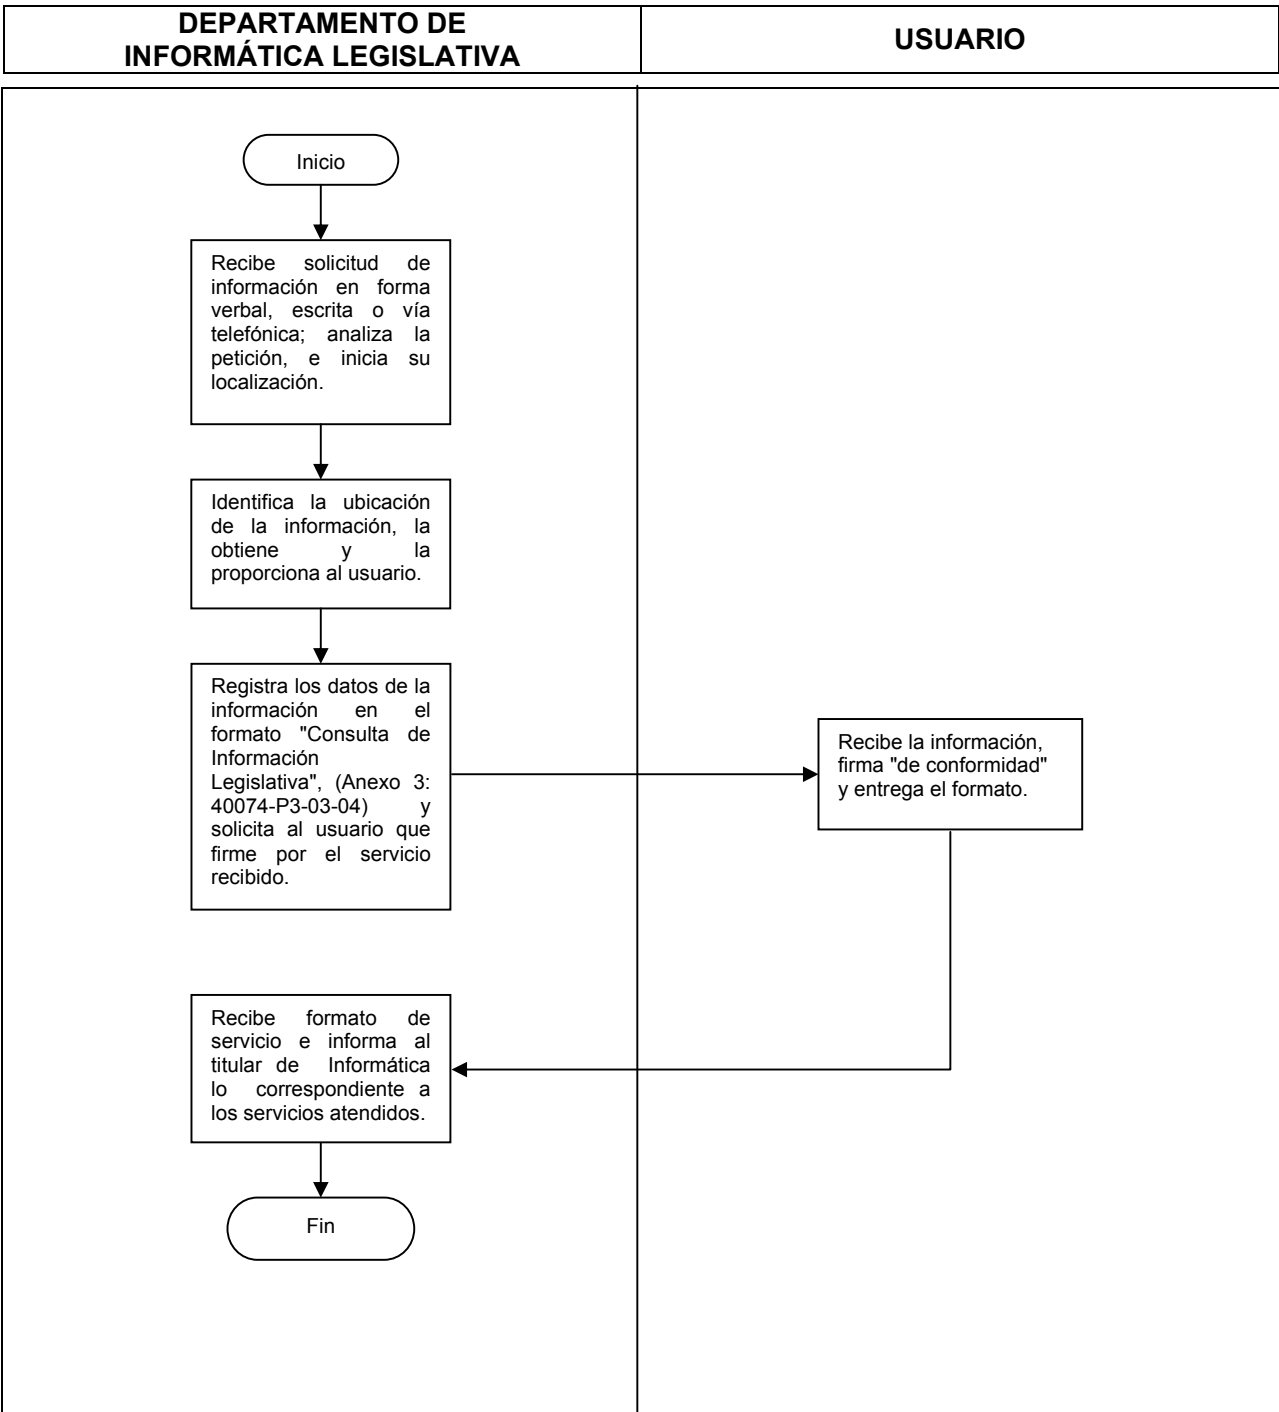 DEPARTAMENTO DE
INFORMÁTICA LEGISLATIVA
USUARIO
Inicio
Recibe solicitud de
información en forma
verbal, escrita o vía
telefónica; analiza la
petición, e inicia su
localización.
Identifica la ubicación
de la información, la
obtiene y la
proporciona al usuario.
Registra los datos de la
información en el
formato "Consulta de
Información
Legislativa", (Anexo 3:
40074-P3-03-04) y
solicita al usuario que
firme por el servicio
recibido.
Recibe la información,
firma "de conformidad"
y entrega el formato.
Recibe formato de
servicio e informa al
titular de Informática
lo correspondiente a
los servicios atendidos.
Fin